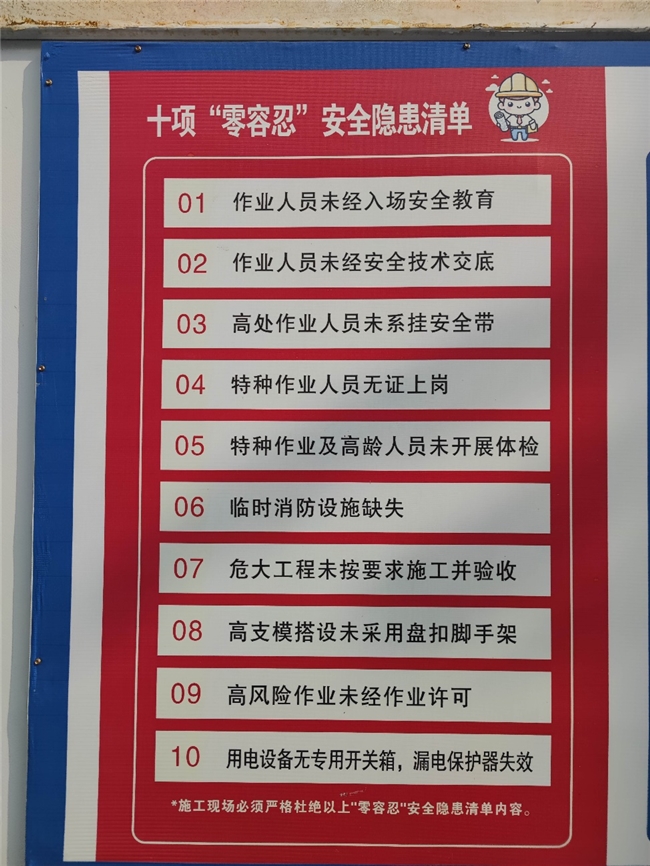 十项“零容忍”安全隐患清单
01 作业人员未经入场安全教育
02 作业人员未经安全技术交底
03 高处作业人员未系挂安全带
04 特种作业人员无证上岗
05 特种作业及高龄人员未开展体检
06 临时消防设施缺失
07 危大工程未按要求施工并验收
08 高支模搭设未采用盘扣脚手架
09 高风险作业未经作业许可
10 用电设备无专用开关箱，漏电保护器失效
*施工现场必须严格杜绝以上"零容忍"安全隐患清单内容。